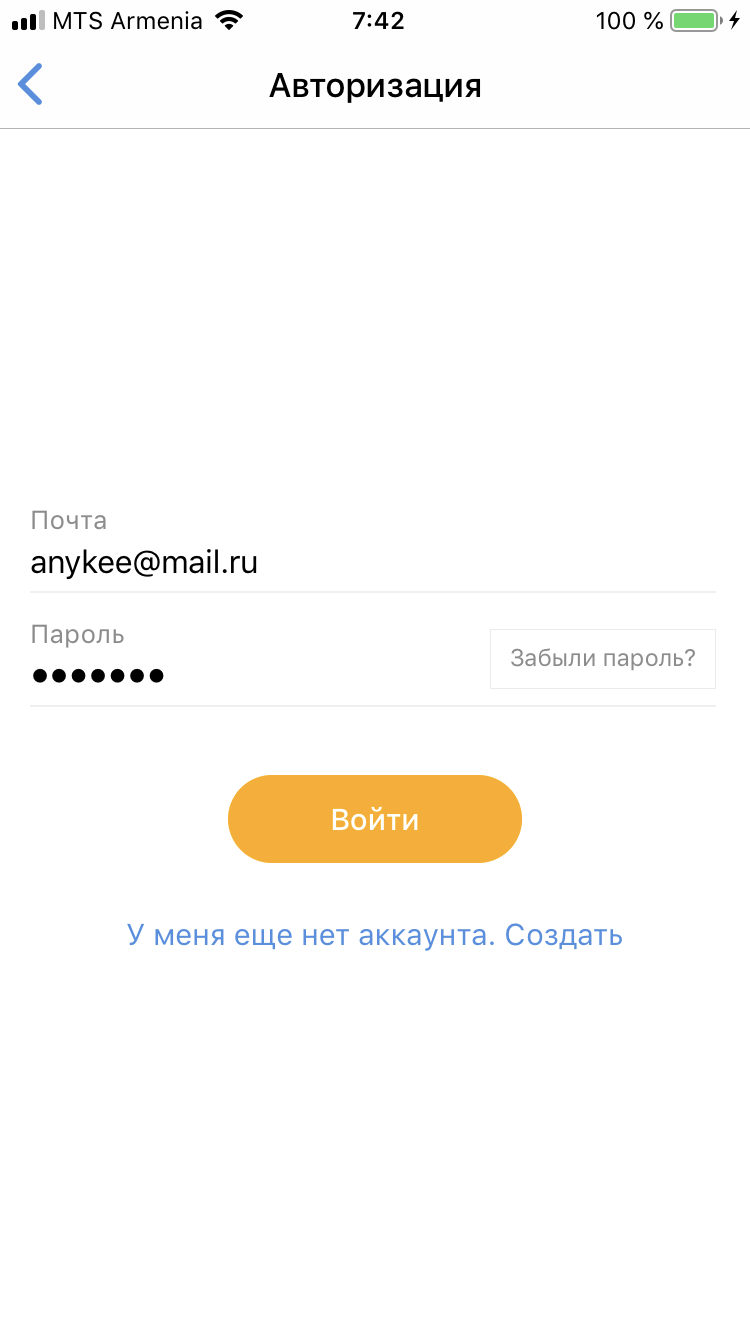 MTS Armenia 7:42 100 %
Авторизация
Почта
anykee@mail.ru
Пароль
●●●●●●●
Забыли пароль?
Войти
У меня еще нет аккаунта. Создать